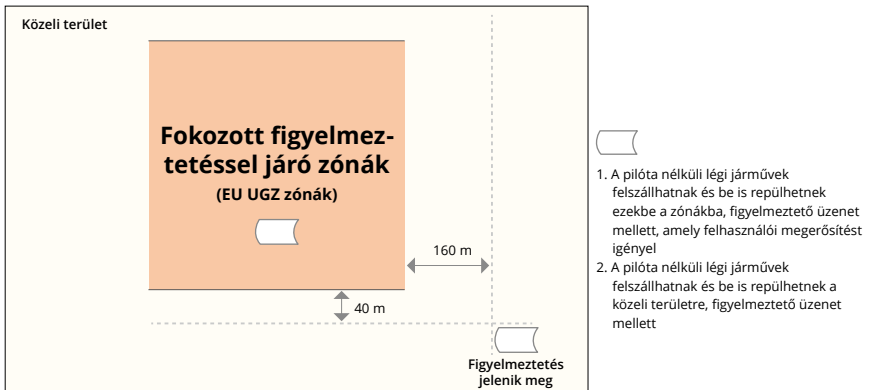 Közeli terület
Fokozott figyelmez-
tetéssel járó zónák
(EU UGZ zónák)
160 m
40 m
Figyelmeztetés
jelenik meg
1. A pilóta nélküli légi járművek
felszállhatnak és be is repülhetnek
ezekbe a zónákba, figyelmeztető üzenet
mellett, amely felhasználói megerősítést
igényel
2. A pilóta nélküli légi járművek
felszállhatnak és be is repülhetnek a
közeli területre, figyelmeztető üzenet
mellett